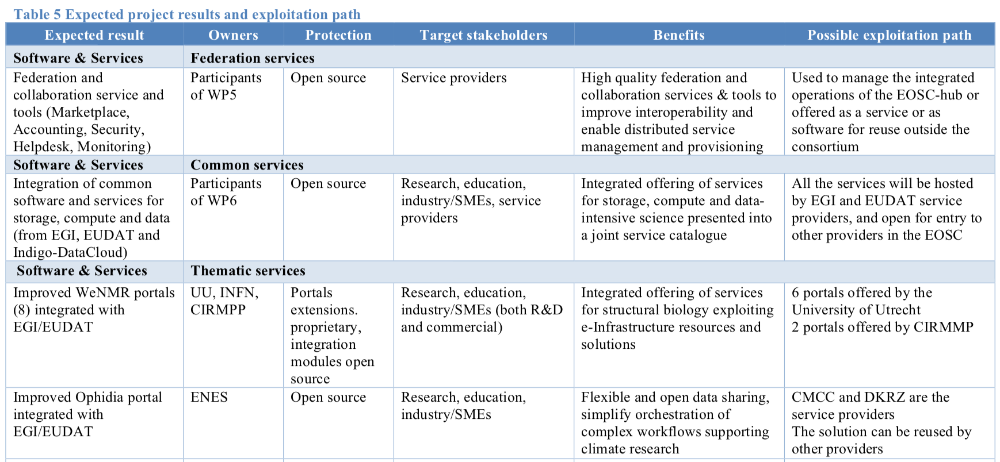 Table 5 Expected project results and exploitation path
Expected result
Owners
Protection
Target stakeholders
Benefits
Possible exploitation path
Software & Services
Federation services
Federation and
collaboration service and
tools (Marketplace,
Accounting, Security,
Helpdesk, Monitoring)
Participants
of WP5
Open source
Service providers
High quality federation and
collaboration services & tools to
improve interoperability and
enable distributed service
management and provisioning
Used to manage the integrated
operations of the EOSC-hub or
offered as a service or as
software for reuse outside the
consortium
Software & Services
Common services
Integration of common
software and services for
storage, compute and data
(from EGI, EUDAT and
Indigo-DataCloud)
Participants
of WP6
Open source
Research, education,
industry/SMEs, service
providers
Integrated offering of services
for storage, compute and data-
intensive science presented into
a joint service catalogue
All the services will be hosted
by EGI and EUDAT service
providers, and open for entry to
other providers in the EOSC
Software & Services
Thematic services
Improved WeNMR portals
(8) integrated with
EGI/EUDAT
UU, INFN,
CIRMPP
Portals
extensions.
proprietary,
integration
modules open
source
Research, education,
industry/SMEs (both R&D
and commercial)
Integrated offering of services
for structural biology exploiting
e-Infrastructure resources and
solutions
6 portals offered by the
University of Utrecht
2 portals offered by CIRMMP
Improved Ophidia portal
integrated with
EGI/EUDAT
ENES
Open source
Research, education,
industry/SMEs
Flexible and open data sharing,
simplify orchestration of
complex workflows supporting
climate research
CMCC and DKRZ are the
service providers
The solution can be reused by
other providers